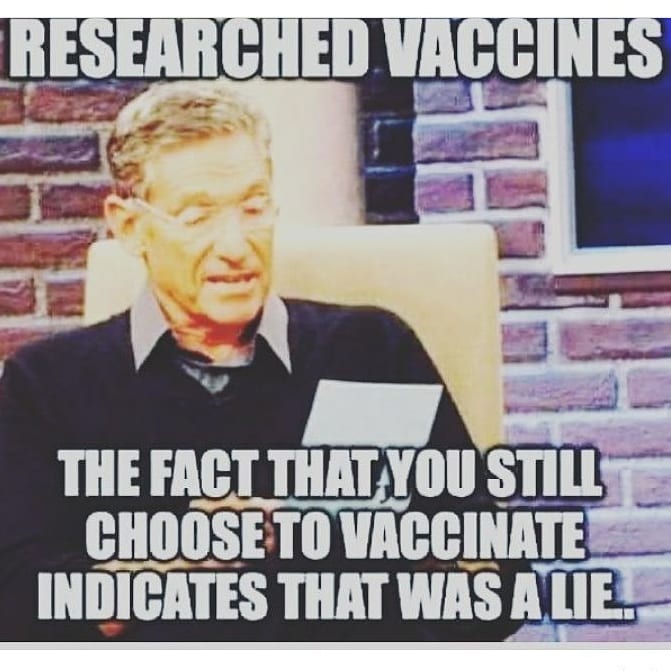 RESEARCHED VACCINES
THE FACT THAT YOU STILL
CHOOSE TO VACCINATE
INDICATES THAT WAS A LIE..